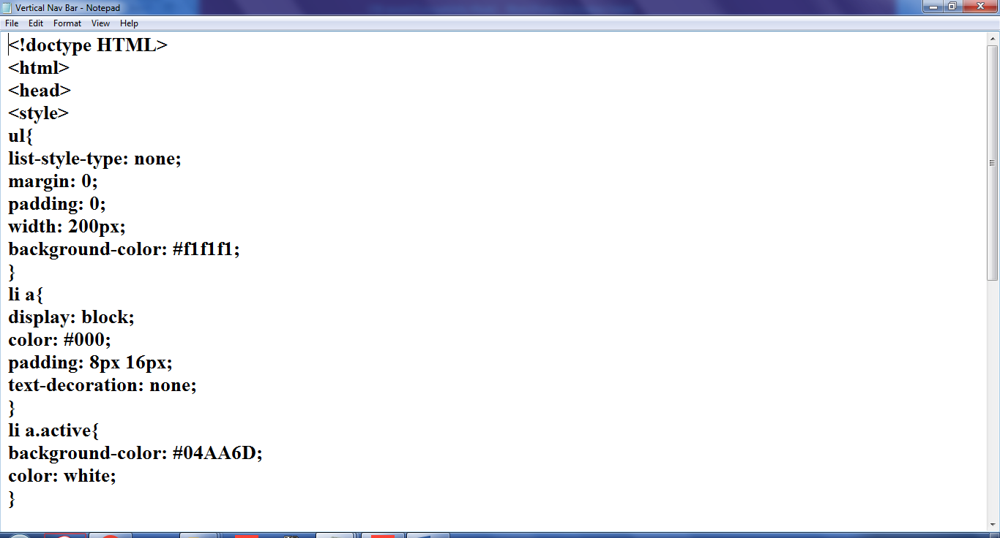 Vertical Nav Bar - Notepad
File Edit Format View Help
<!doctype HTML>
<html>
<head>
<style>
ul{
list-style-type: none;
margin: 0;
padding: 0;
width: 200px;
background-color: #f1f1f1;
}
li a{
display: block;
color: #000;
padding: 8px 16px;
text-decoration: none;
}
li a.active{
background-color: #04AA6D;
color: white;
}